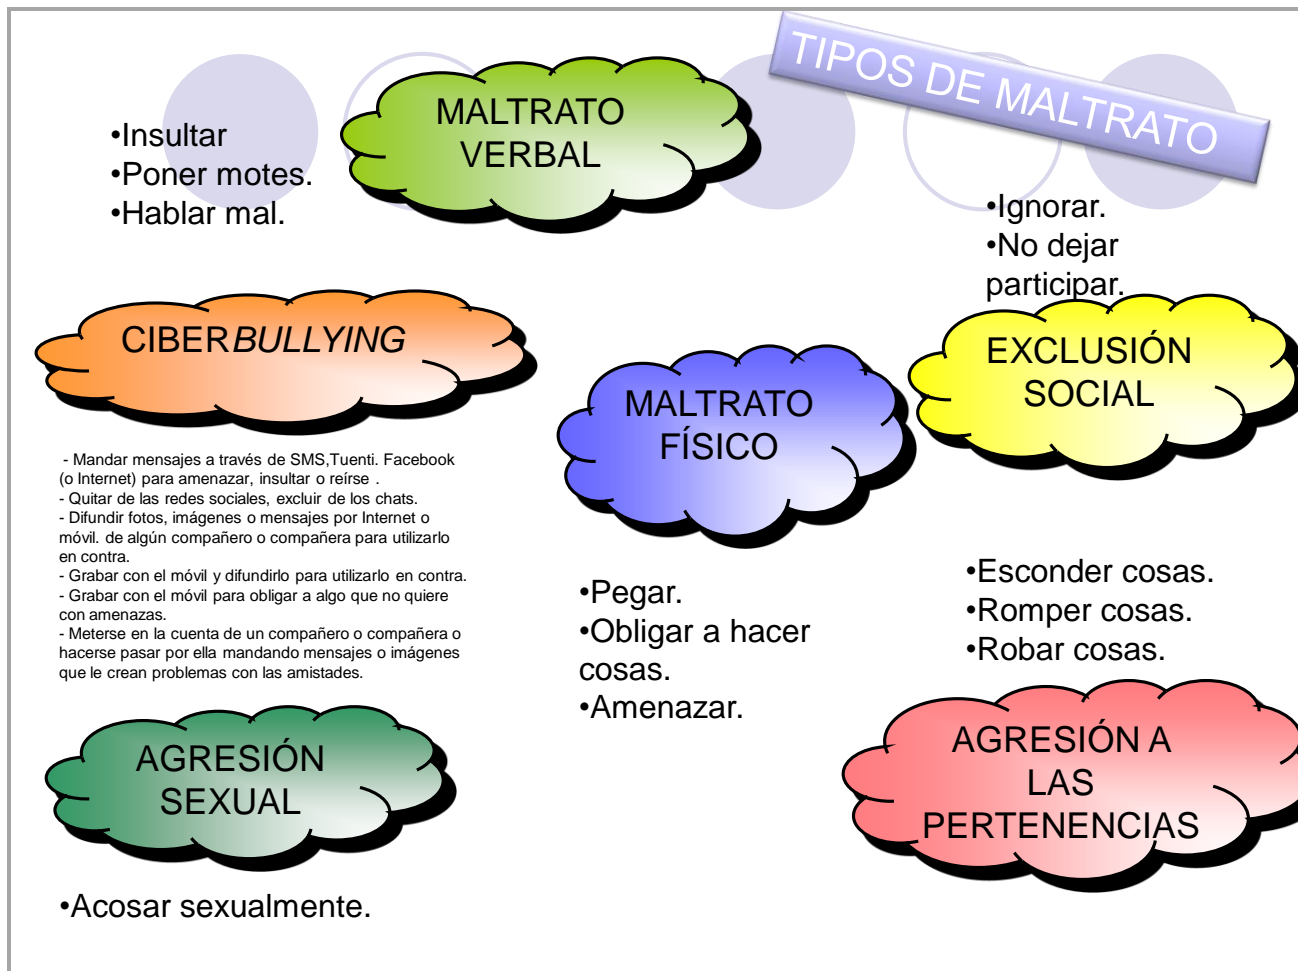 TIPOS DE MALTRATO
MALTRATO
VERBAL
•Insultar
•Poner motes.
•Hablar mal.
•Ignorar.
•No dejar
participar.
EXCLUSIÓN
SOCIAL
CIBERBULLYING
- Mandar mensajes a través de SMS,Tuenti. Facebook
(o Internet) para amenazar, insultar o reírse .
- Quitar de las redes sociales, excluir de los chats.
- Difundir fotos, imágenes o mensajes por Internet o
móvil. de algún compañero o compañera para utilizarlo
en contra.
- Grabar con el móvil y difundirlo para utilizarlo en contra.
- Grabar con el móvil para obligar a algo que no quiere
con amenazas.
- Meterse en la cuenta de un compañero o compañera o
hacerse pasar por ella mandando mensajes o imágenes
que le crean problemas con las amistades.
MALTRATO
FÍSICO
•Pegar.
•Obligar a hacer
cosas.
•Amenazar.
•Esconder cosas.
•Romper cosas.
•Robar cosas.
AGRESIÓN A
LAS
PERTENENCIAS
AGRESIÓN
SEXUAL
•Acosar sexualmente.